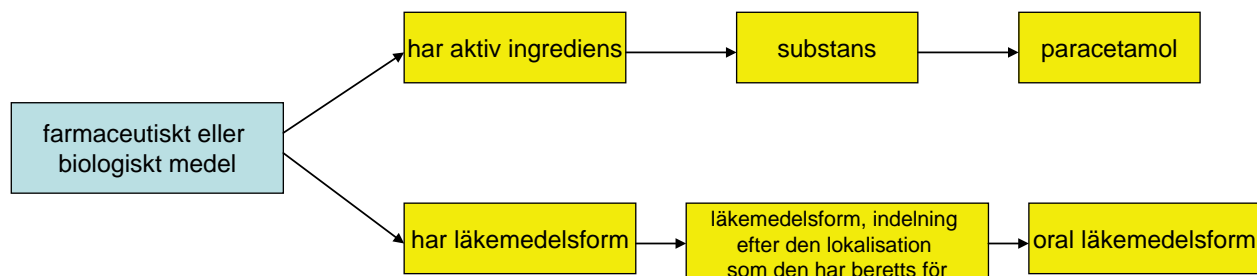 har aktiv ingrediens
substans
paracetamol
farmaceutiskt eller
biologiskt medel
har läkemedelsform
läkemedelsform, indelning
efter den lokalisation
som den har beretts för
oral läkemedelsform